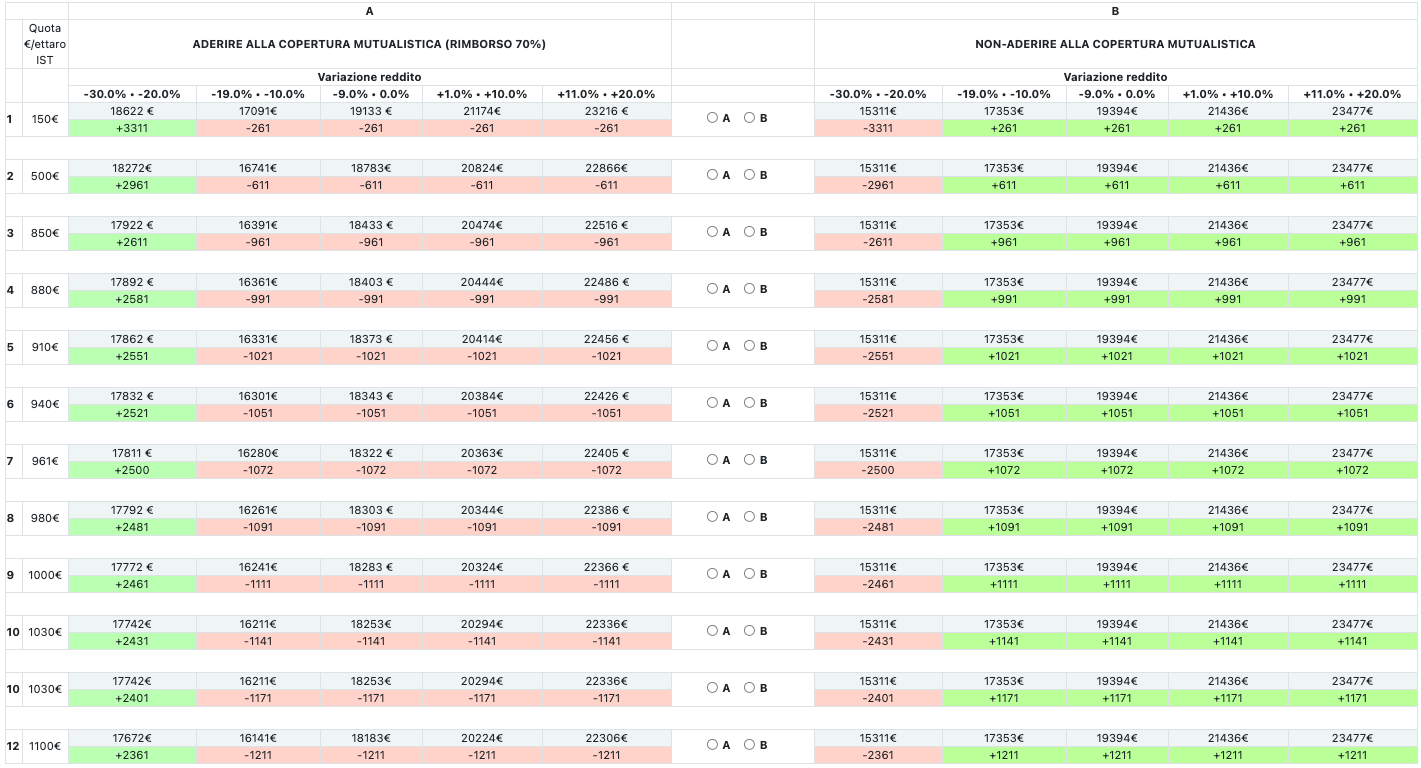 A B
Quota €/ettaro IST ADERIRE ALLA COPERTURA MUTUALISTICA (RIMBORSO 70%) NON-ADERIRE ALLA COPERTURA MUTUALISTICA
Variazione reddito Variazione reddito
-30.0% • -20.0% -19.0% • -10.0% -9.0% • 0.0% +1.0% • +10.0% +11.0% • +20.0% -30.0% • -20.0% -19.0% • -10.0% -9.0% • 0.0% +1.0% • +10.0% +11.0% • +20.0%
18622 € 17091€ 19133 € 21174€ 23216 € 15311€ 17353€ 19394€ 21436€ 23477€
1 150€ A B
+3311 -261 -261 -261 -261 -3311 +261 +261 +261 +261
18272€ 16741€ 18783€ 20824€ 22866€ 15311€ 17353€ 19394€ 21436€ 23477€
2 500€ A B
+2961 -611 -611 -611 -611 -2961 +611 +611 +611 +611
17922 € 16391€ 18433 € 20474€ 22516 € 15311€ 17353€ 19394€ 21436€ 23477€
3 850€ A B
+2611 -961 -961 -961 -961 -2611 +961 +961 +961 +961
17892 € 16361€ 18403 € 20444€ 22486 € 15311€ 17353€ 19394€ 21436€ 23477€
4 880€ A B
+2581 -991 -991 -991 -991 -2581 +991 +991 +991 +991
17862 € 16331€ 18373 € 20414€ 22456 € 15311€ 17353€ 19394€ 21436€ 23477€
5 910€ A B
+2551 -1021 -1021 -1021 -1021 -2551 +1021 +1021 +1021 +1021
17832 € 16301€ 18343 € 20384€ 22426 € 15311€ 17353€ 19394€ 21436€ 23477€
6 940€ A B
+2521 -1051 -1051 -1051 -1051 -2521 +1051 +1051 +1051 +1051
17811 € 16280€ 18322 € 20363€ 22405 € 15311€ 17353€ 19394€ 21436€ 23477€
7 961€ A B
+2500 -1072 -1072 -1072 -1072 -2500 +1072 +1072 +1072 +1072
17792 € 16261€ 18303 € 20344€ 22386 € 15311€ 17353€ 19394€ 21436€ 23477€
8 980€ A B
+2481 -1091 -1091 -1091 -1091 -2481 +1091 +1091 +1091 +1091
17772 € 16241€ 18283 € 20324€ 22366 € 15311€ 17353€ 19394€ 21436€ 23477€
9 1000€ A B
+2461 -1111 -1111 -1111 -1111 -2461 +1111 +1111 +1111 +1111
17742€ 16211€ 18253€ 20294€ 22336€ 15311€ 17353€ 19394€ 21436€ 23477€
10 1030€ A B
+2431 -1141 -1141 -1141 -1141 -2431 +1141 +1141 +1141 +1141
17742€ 16211€ 18253€ 20294€ 22336€ 15311€ 17353€ 19394€ 21436€ 23477€
10 1030€ A B
+2401 -1171 -1171 -1171 -1171 -2401 +1171 +1171 +1171 +1171
17672€ 16141€ 18183€ 20224€ 22306€ 15311€ 17353€ 19394€ 21436€ 23477€
12 1100€ A B
+2361 -1211 -1211 -1211 -1211 -2361 +1211 +1211 +1211 +1211